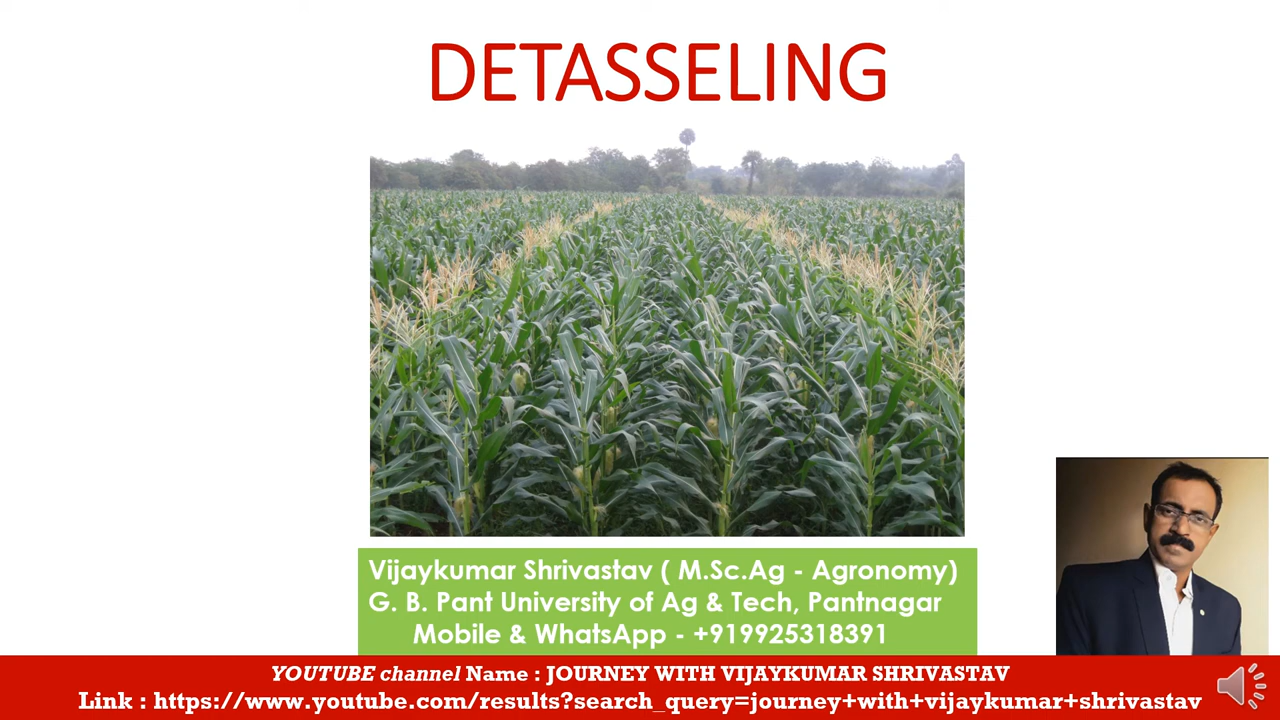 DETASSELING
Vijaykumar Shrivastav ( M.Sc.Ag - Agronomy)
G. B. Pant University of Ag & Tech, Pantnagar
Mobile & WhatsApp - +919925318391
YOUTUBE channel Name : JOURNEY WITH VIJAYKUMAR SHRIVASTAV
Link : https://www.youtube.com/results?search_query=journey+with+vijaykumar+shrivastav